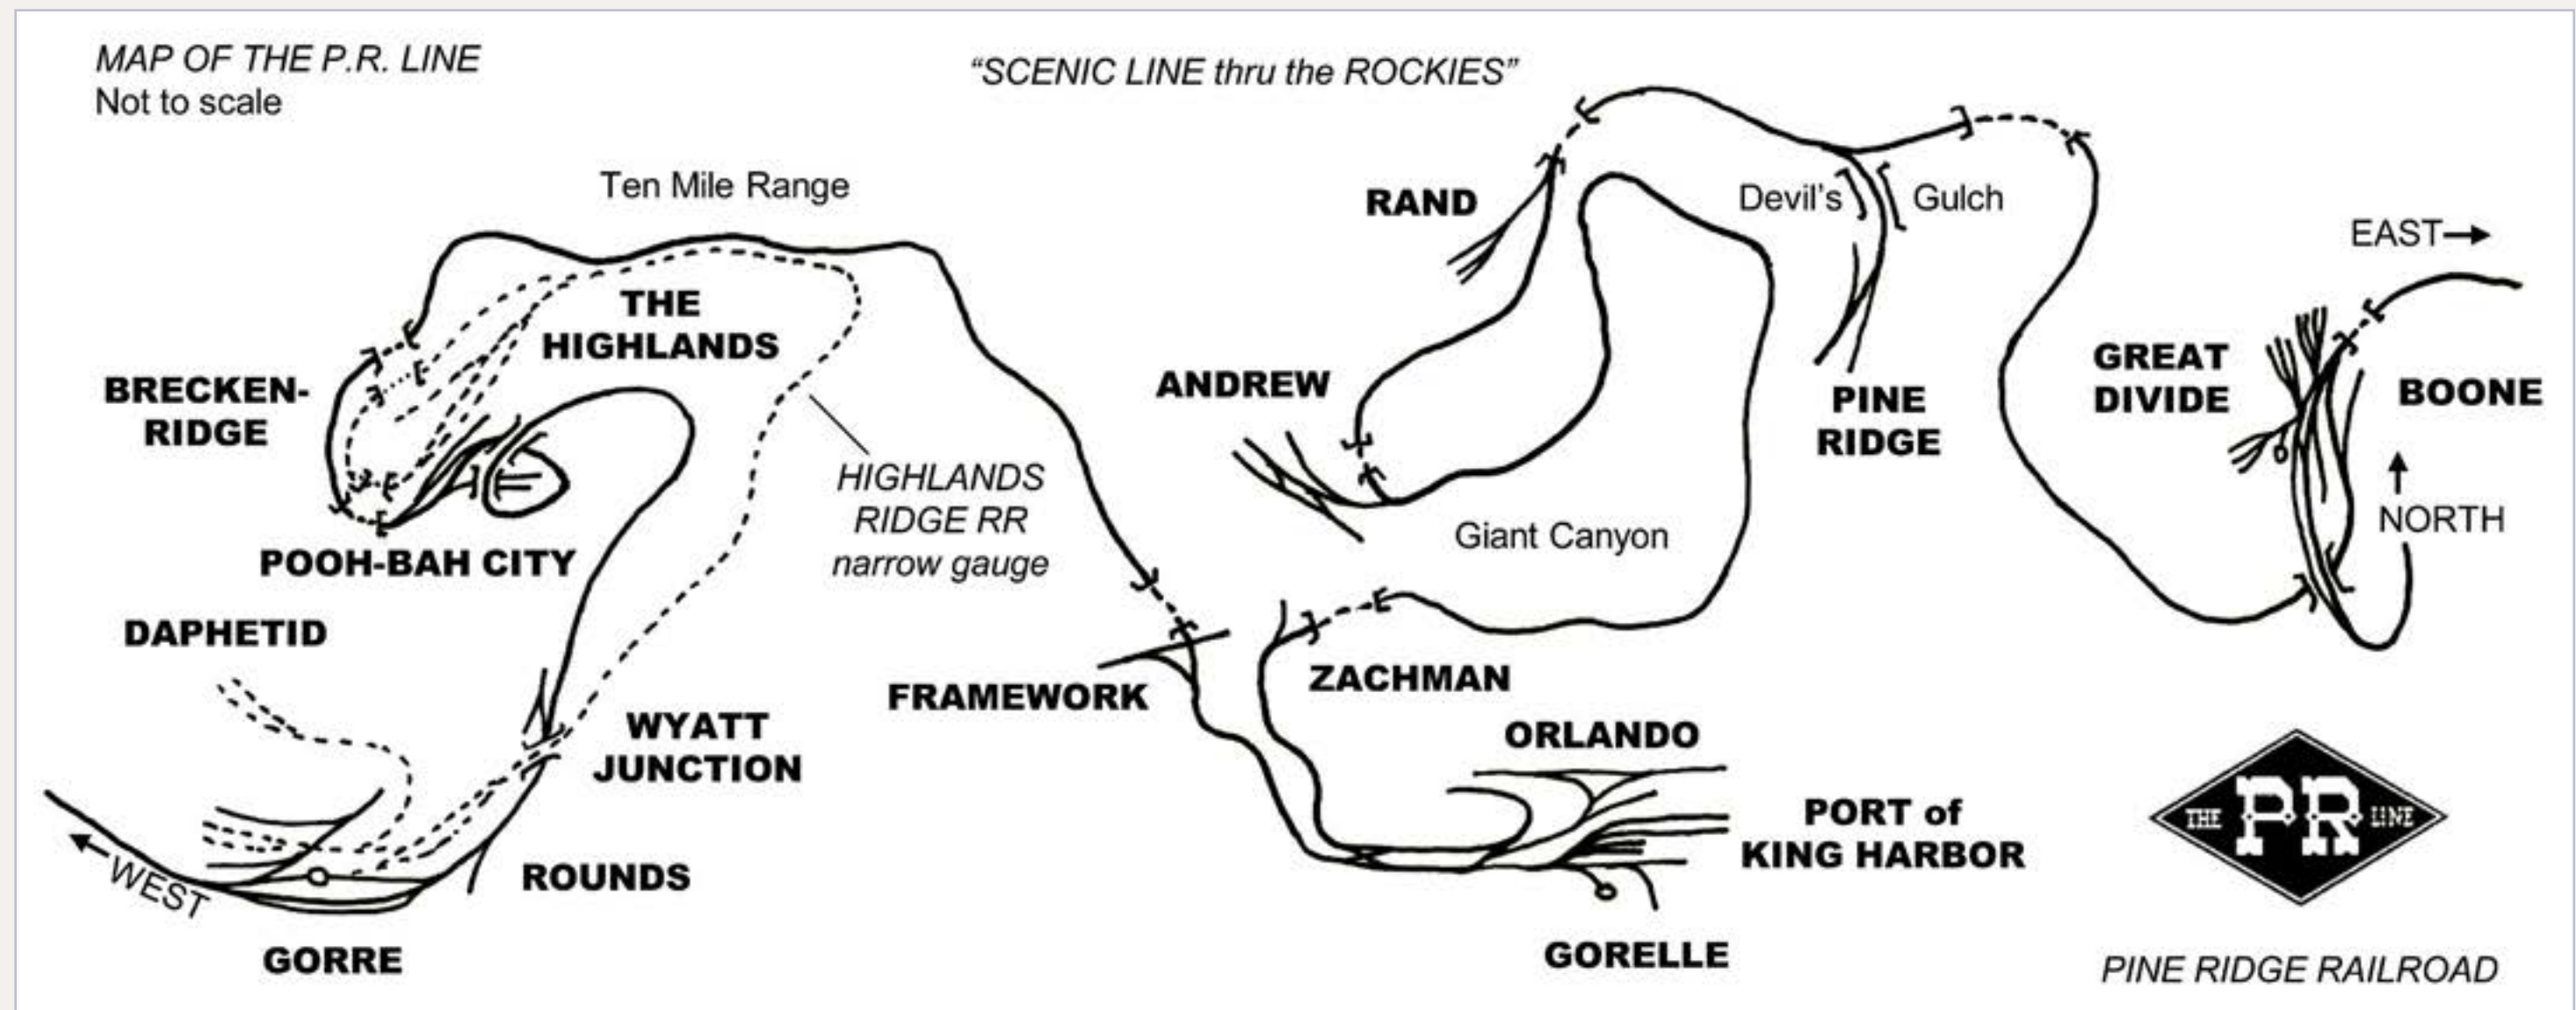 MAP OF THE P.R. LINE
Not to scale
“SCENIC LINE thru the ROCKIES”
Ten Mile Range
THE
HIGHLANDS
BRECKEN-
RIDGE
POOH-BAH CITY
HIGHLANDS
RIDGE RR
narrow gauge
DAPHETID
WYATT
JUNCTION
ROUNDS
WEST
GORRE
FRAMEWORK
RAND
ANDREW
Devil’s
Gulch
PINE
RIDGE
Giant Canyon
ZACHMAN
ORLANDO
PORT of
KING HARBOR
GORELLE
EAST
GREAT
DIVIDE
BOONE
NORTH
THE PR LINE
PINE RIDGE RAILROAD